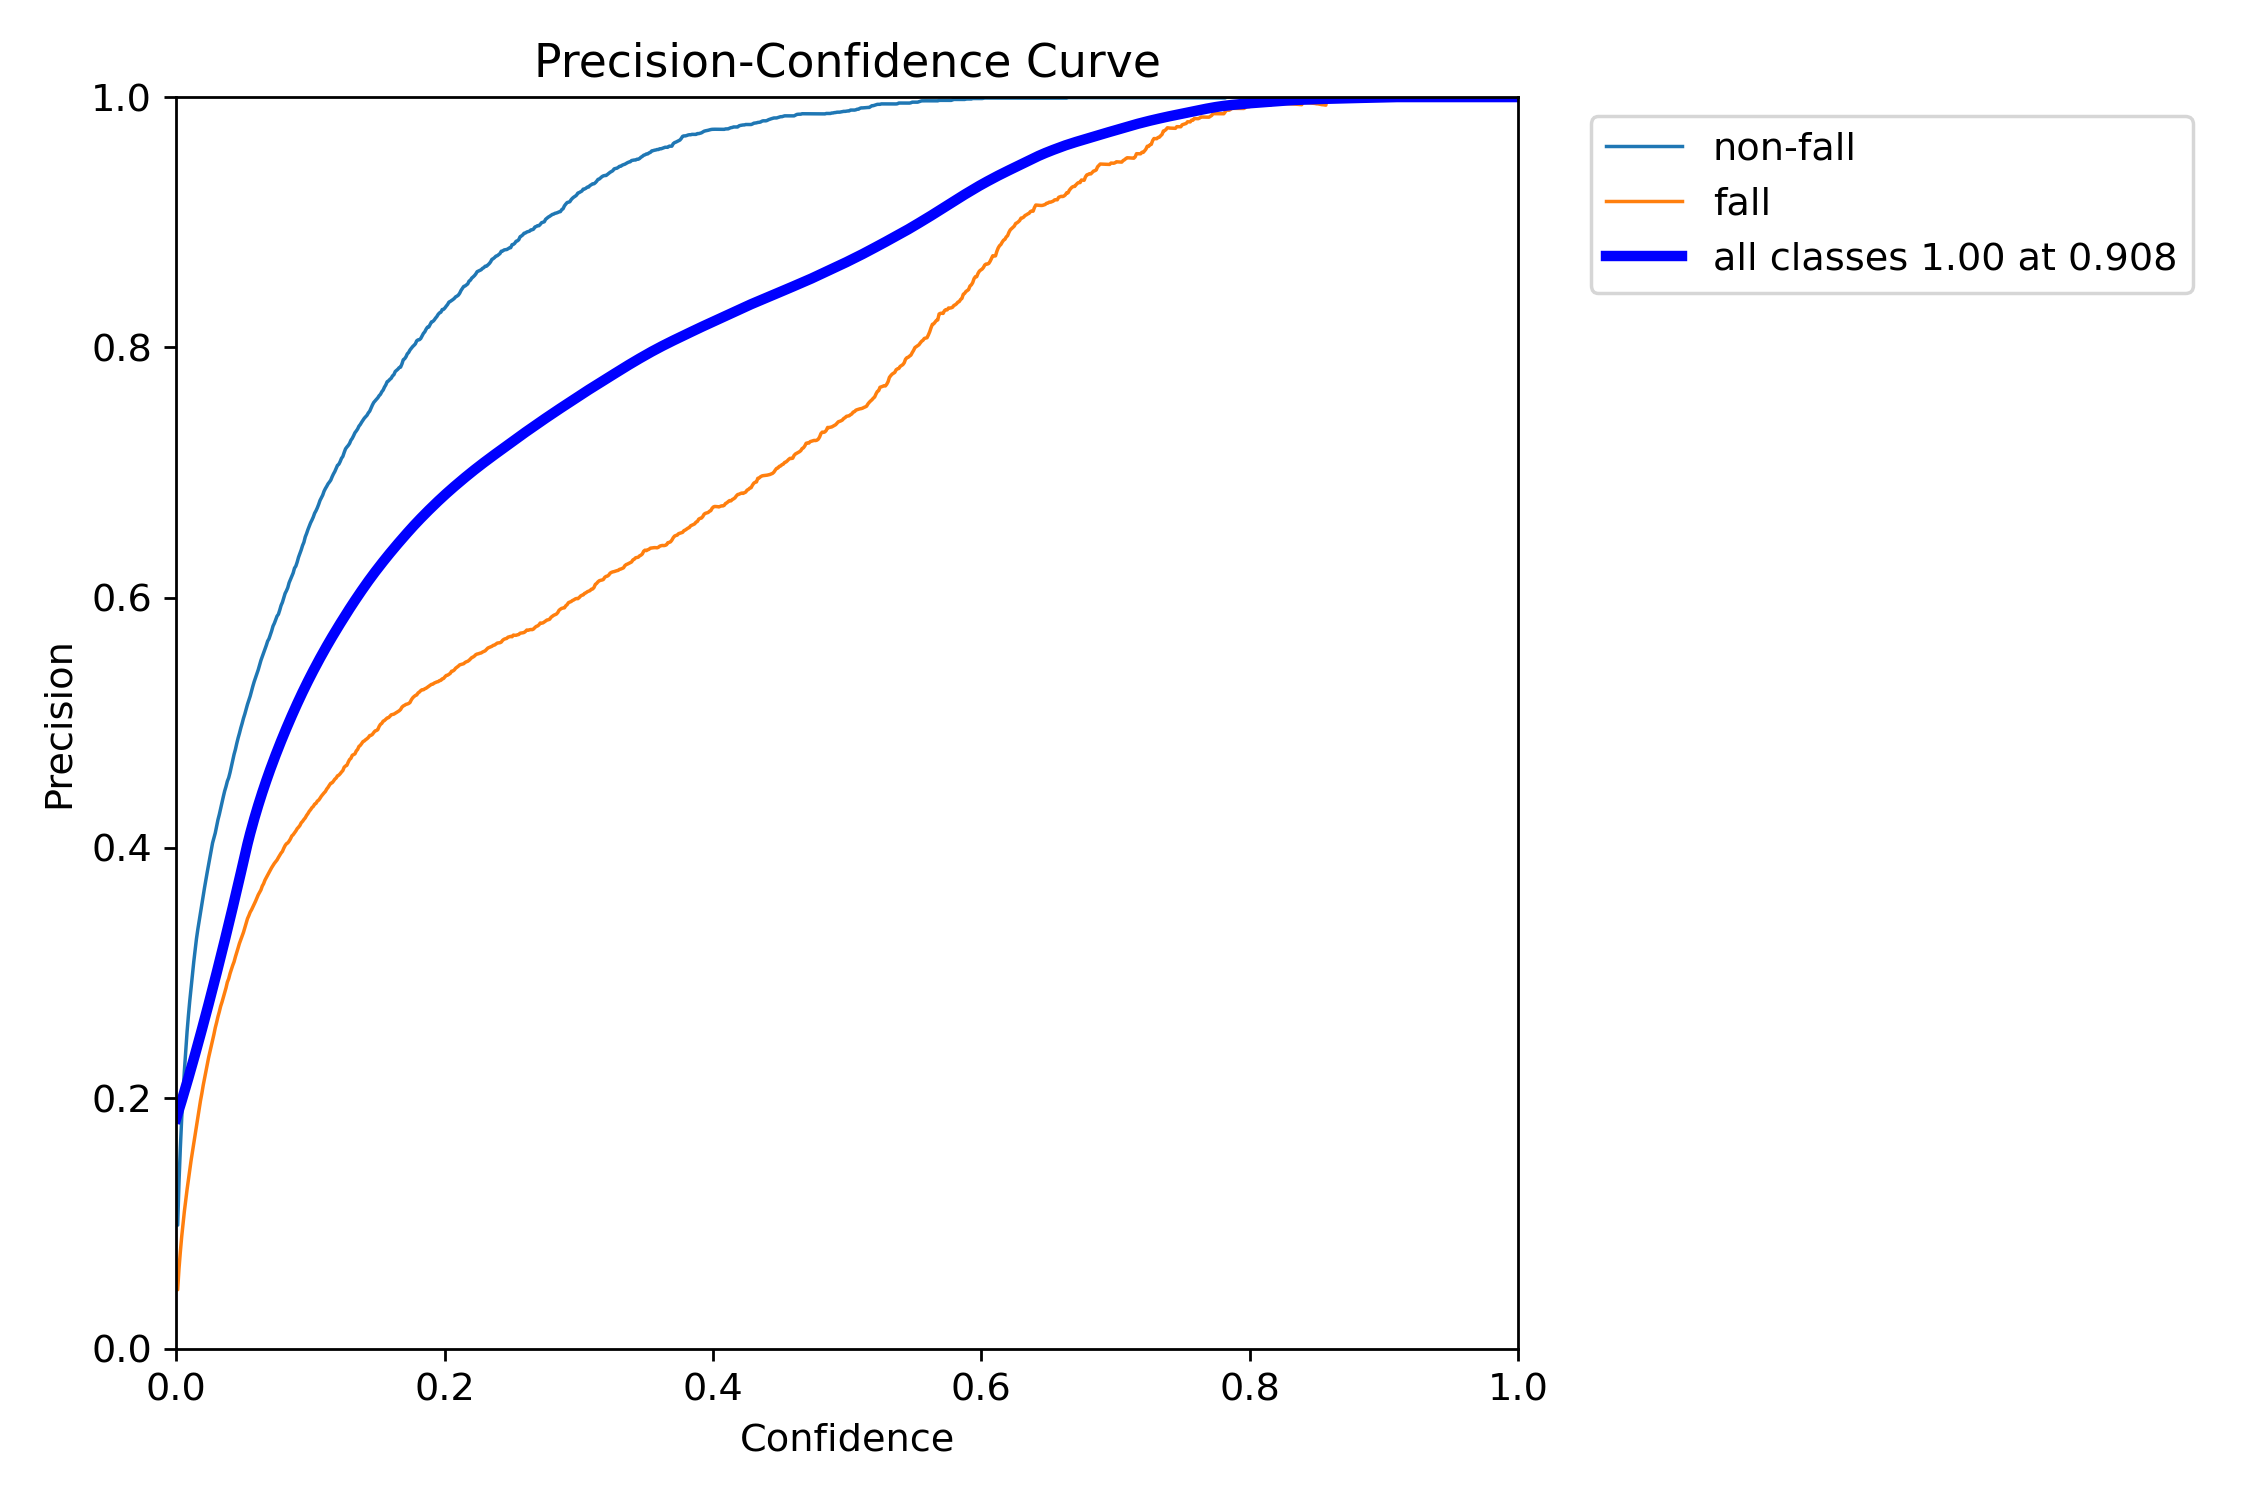 Precision-Confidence Curve
1.0
0.8
0.6
0.4
0.2
0.0
Precision
0.0 0.2 0.4 0.6 0.8 1.0
Confidence
non-fall
fall
all classes 1.00 at 0.908